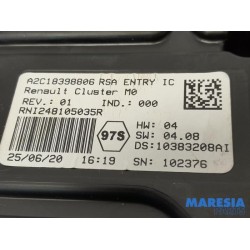 A2C18398806 RSA ENTRY IC
Renault Cluster M0
REV.: 01 IND.: 000
RNI248105035R
97S
HW: 04
SW: 04.08
DS:10383208AI
25/06/20 16:19
SN: 102376
MARESIA